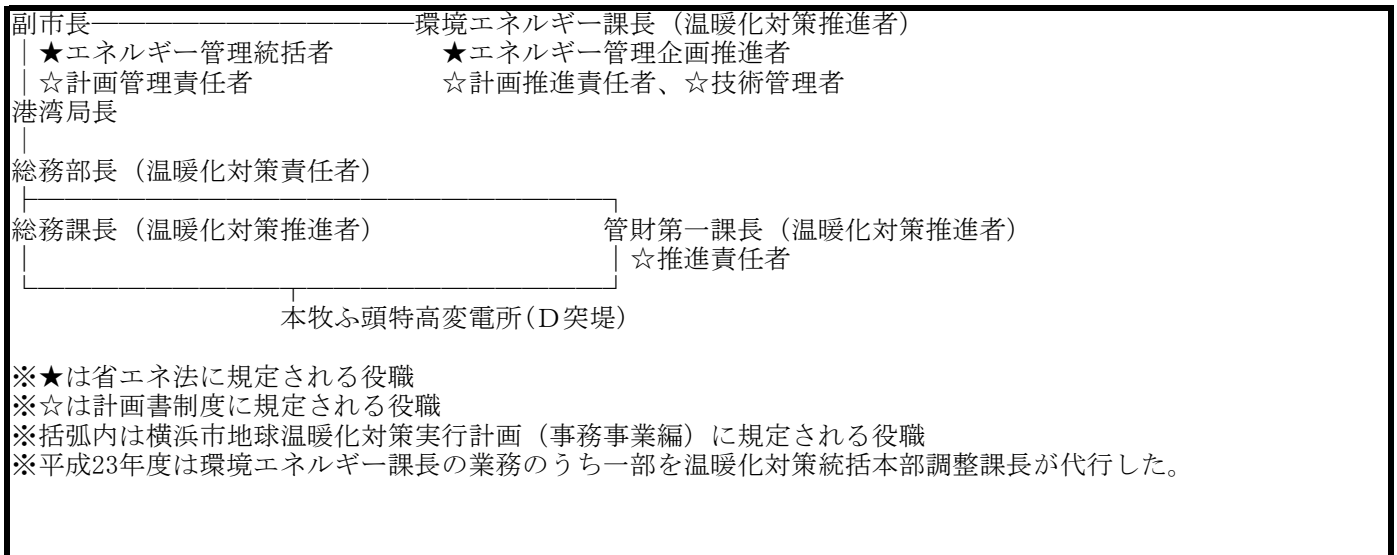 副市長――――――――――――環境エネルギー課長（温暖化対策推進者）
｜★エネルギー管理統括者　　　　★エネルギー管理企画推進者
｜☆計画管理責任者　　　　　　　☆計画推進責任者、☆技術管理者
港湾局長
｜
総務部長（温暖化対策責任者）
├―――――――――――――――――――――┐
総務課長（温暖化対策推進者）　　　　　　　　管財第一課長（温暖化対策推進者）
｜　　　　　　　　　　　　　　　　　　　　　｜☆推進責任者
└――――――――――┬――――――――――┘
本牧ふ頭特高変電所(Ｄ突堤)
※★は省エネ法に規定される役職
※☆は計画書制度に規定される役職
※括弧内は横浜市地球温暖化対策実行計画（事務事業編）に規定される役職
※平成23年度は環境エネルギー課長の業務のうち一部を温暖化対策統括本部調整課長が代行した。